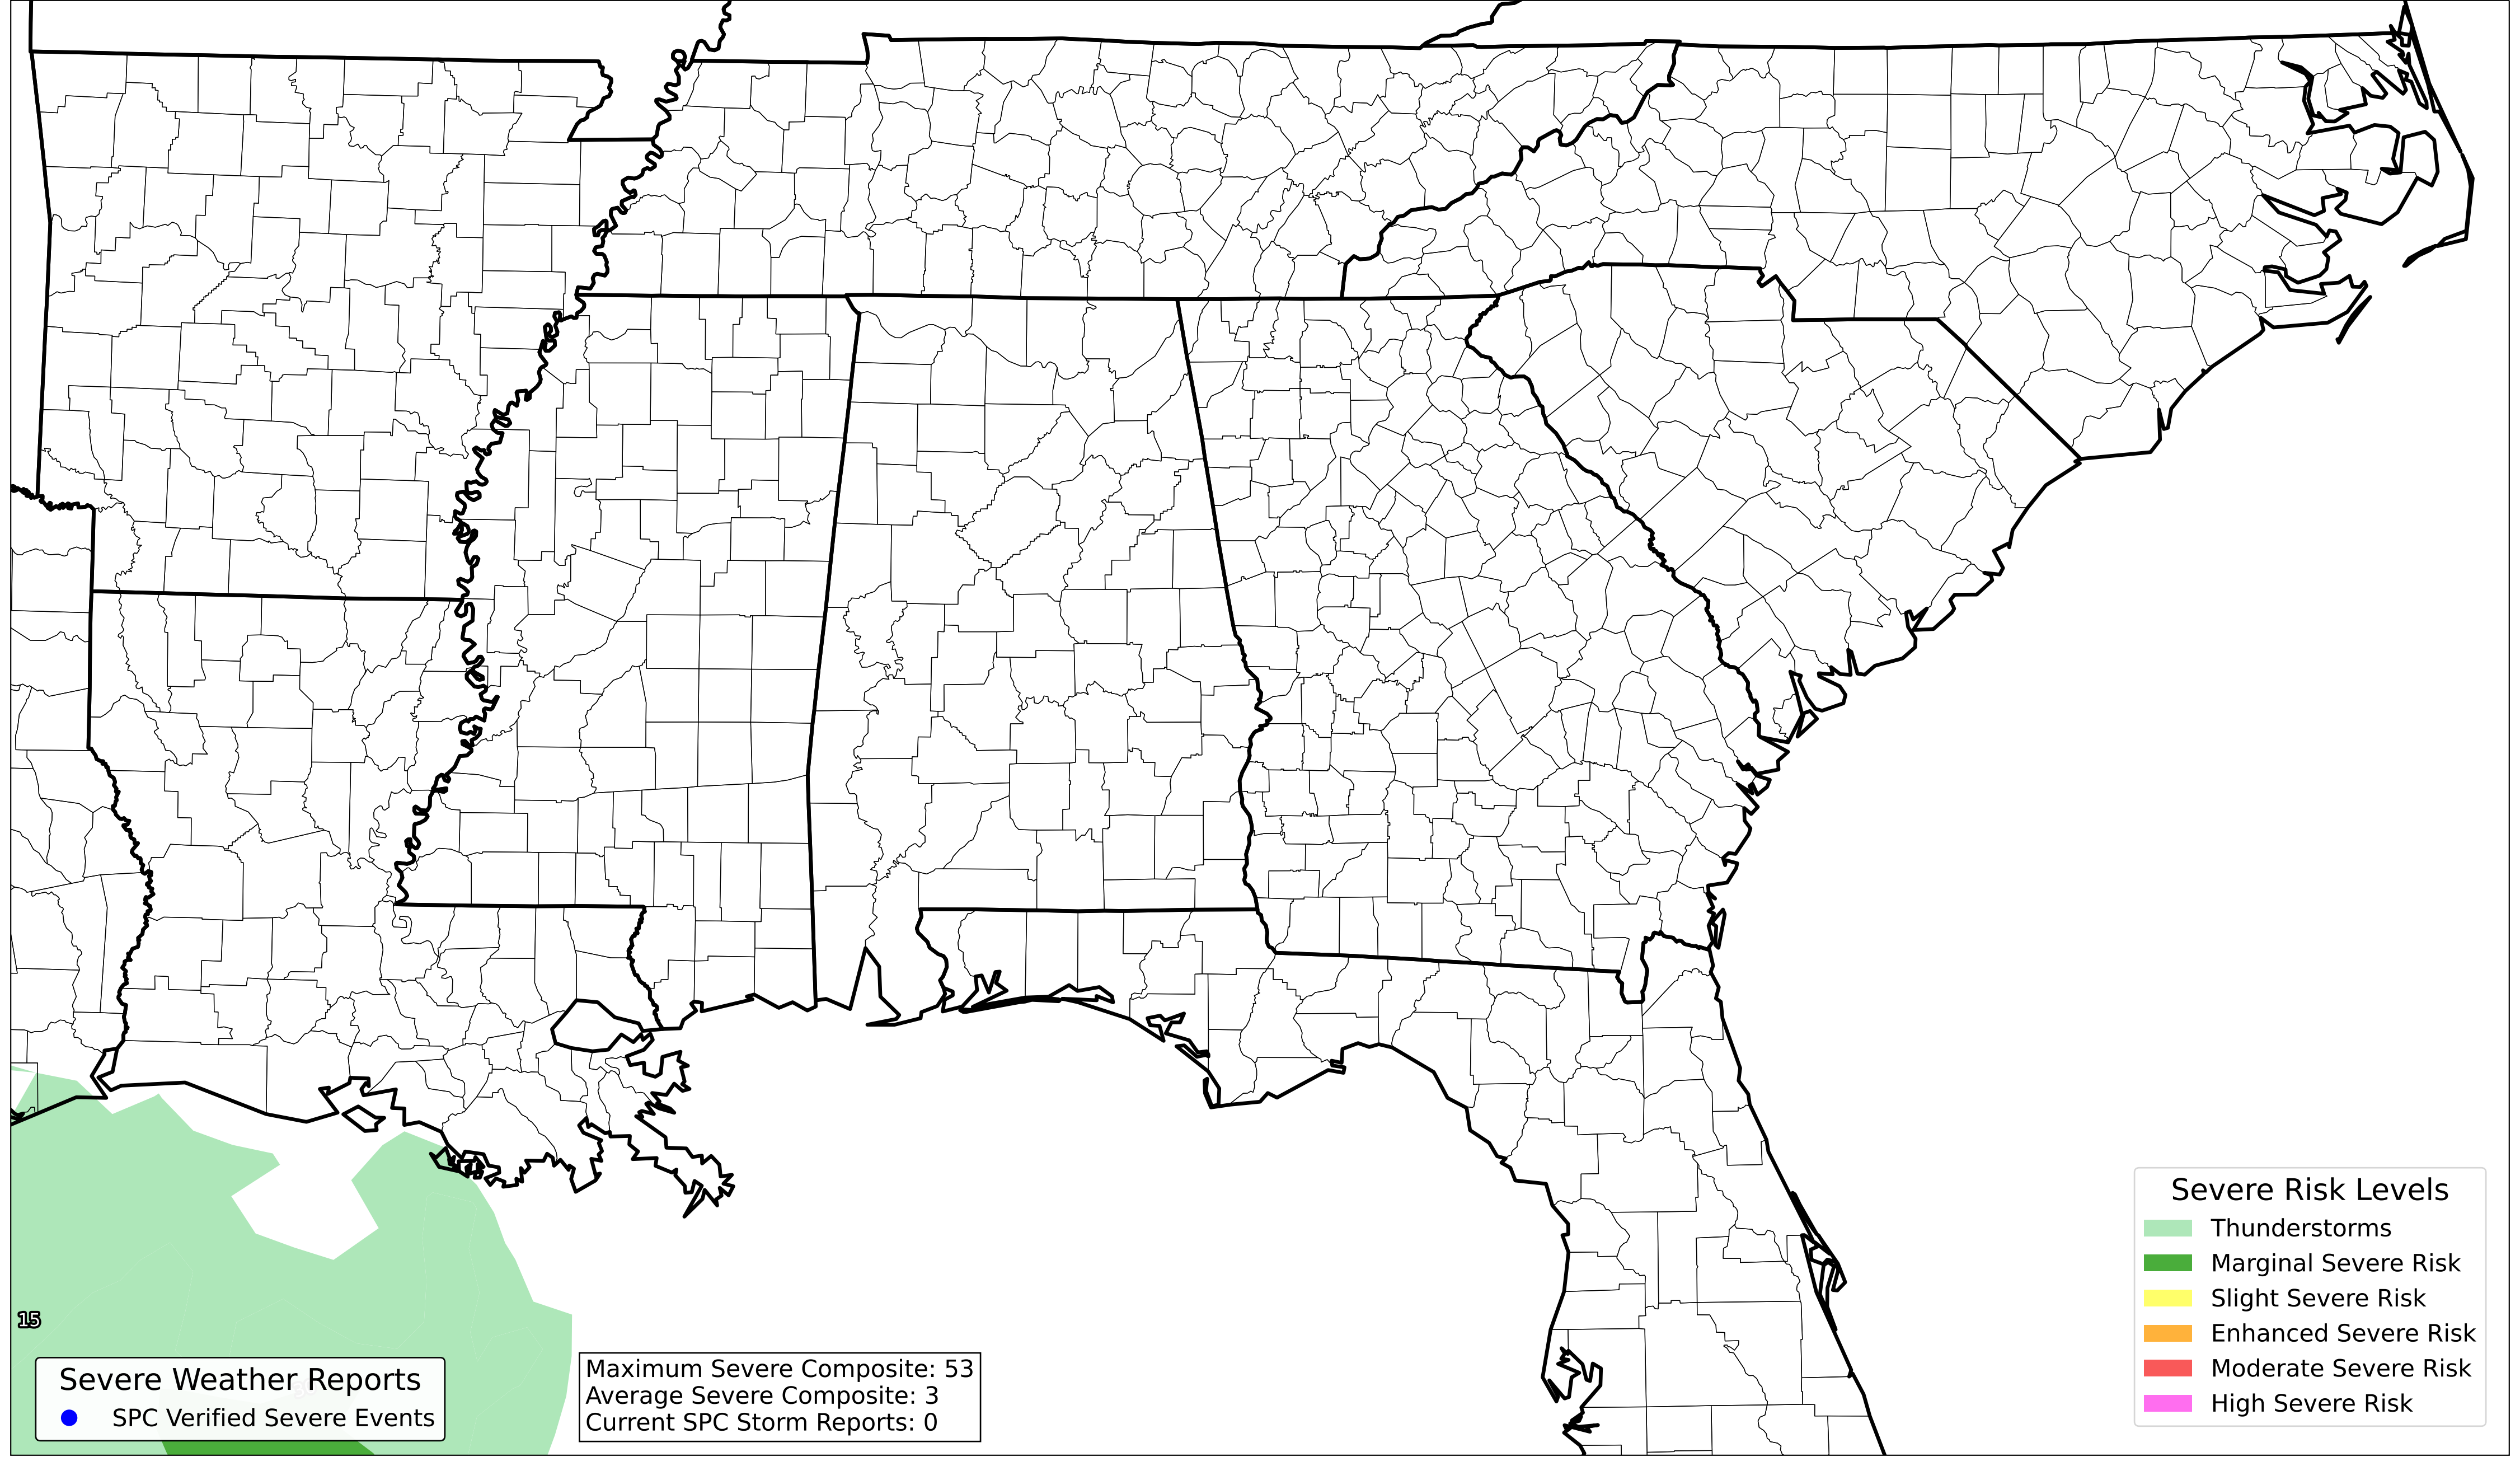 15
Severe Weather Reports
SPC Verified Severe Events
Maximum Severe Composite: 53
Average Severe Composite: 3
Current SPC Storm Reports: 0
Severe Risk Levels
Thunderstorms
Marginal Severe Risk
Slight Severe Risk
Enhanced Severe Risk
Moderate Severe Risk
High Severe Risk